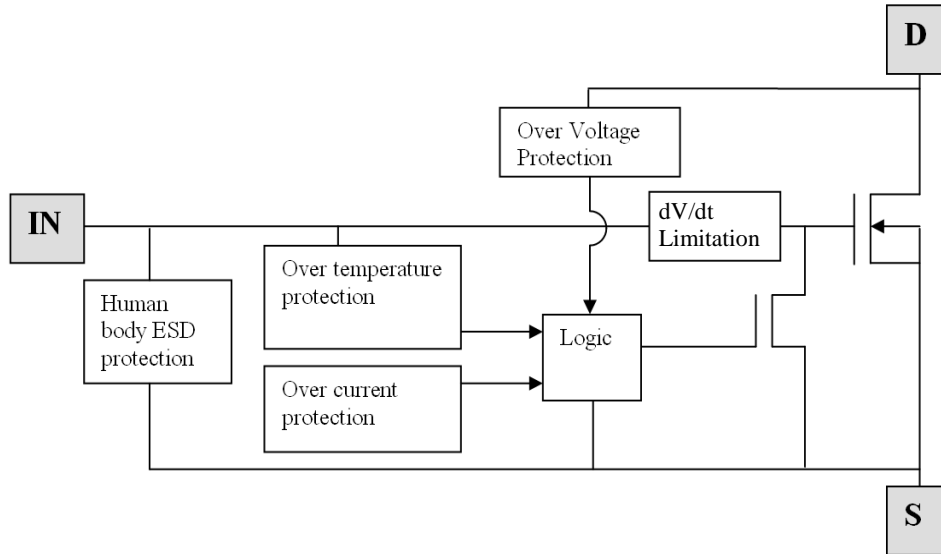 D
Over Voltage
Protection
IN
dV/dt
Limitation
Over temperature
protection
Human
body ESD
protection
Logic
Over current
protection
S